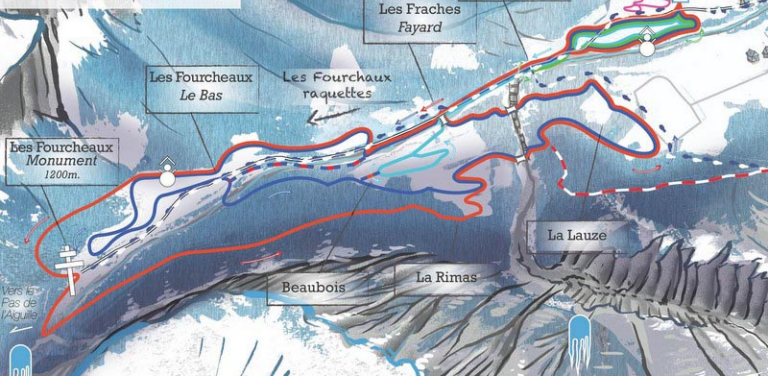 Les Fraches
Fayard
Les Fourcheaux
Le Bas
Les Fourchaux
raquettes
Les Fourcheaux
Monument
1200m.
La Lauze
La Rimas
Beaubois
Vers le
Pas de
l'Aiguille